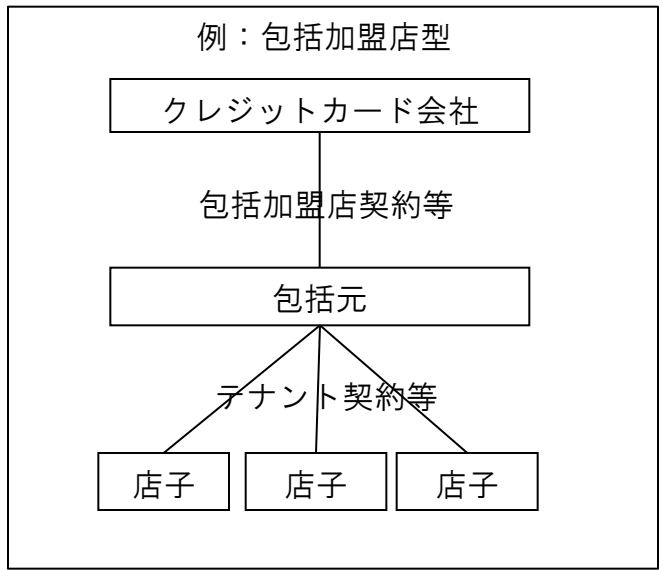 例：包括加盟店型
クレジットカード会社
包括加盟店契約等
包括元
テナント契約等
店子
店子
店子